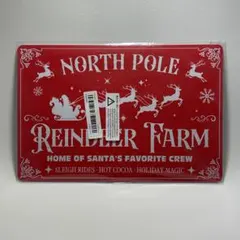 NORTH POLE
REINDEER FARM
HOME OF SANTA'S FAVORITE CREW
SLEIGH RIDES · HOT COCOA · HOLIDAY MAGIC